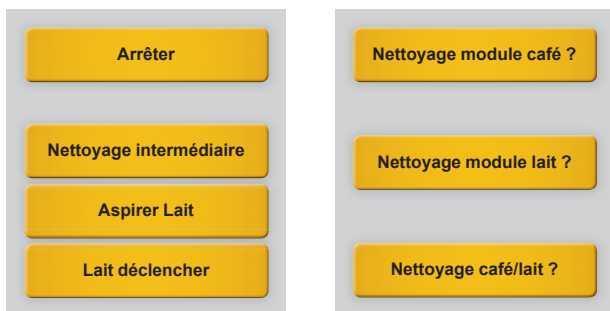 Arrêter
Nettoyage intermédiaire
Aspirer Lait
Lait déclencher
Nettoyage module café ?
Nettoyage module lait ?
Nettoyage café/lait ?